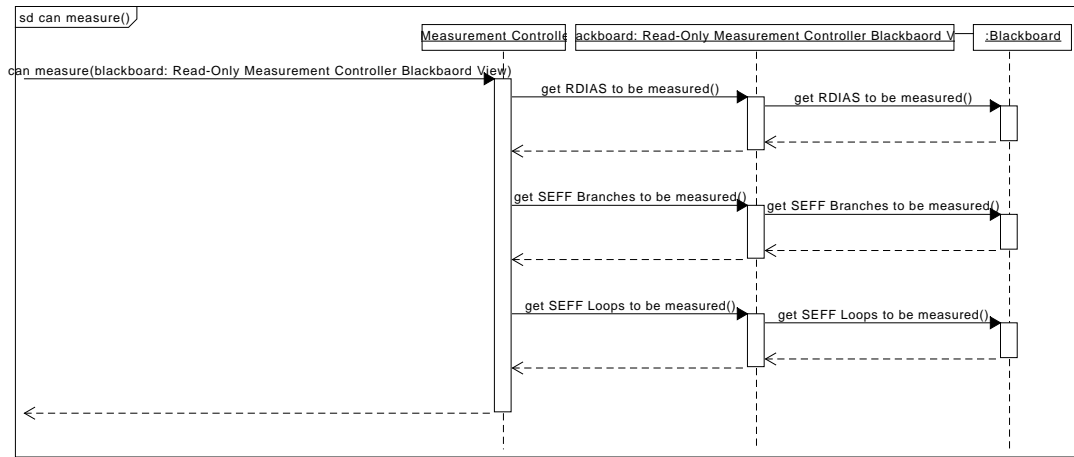 sd can measure()
Measurement Controlle
ackboard: Read-Only Measurement Controller Blackbaord V
:Blackboard
can measure(blackboard: Read-Only Measurement Controller Blackbaord View)
get RDIAS to be measured()
get RDIAS to be measured()
get SEFF Branches to be measured()
get SEFF Branches to be measured()
get SEFF Loops to be measured()
get SEFF Loops to be measured()